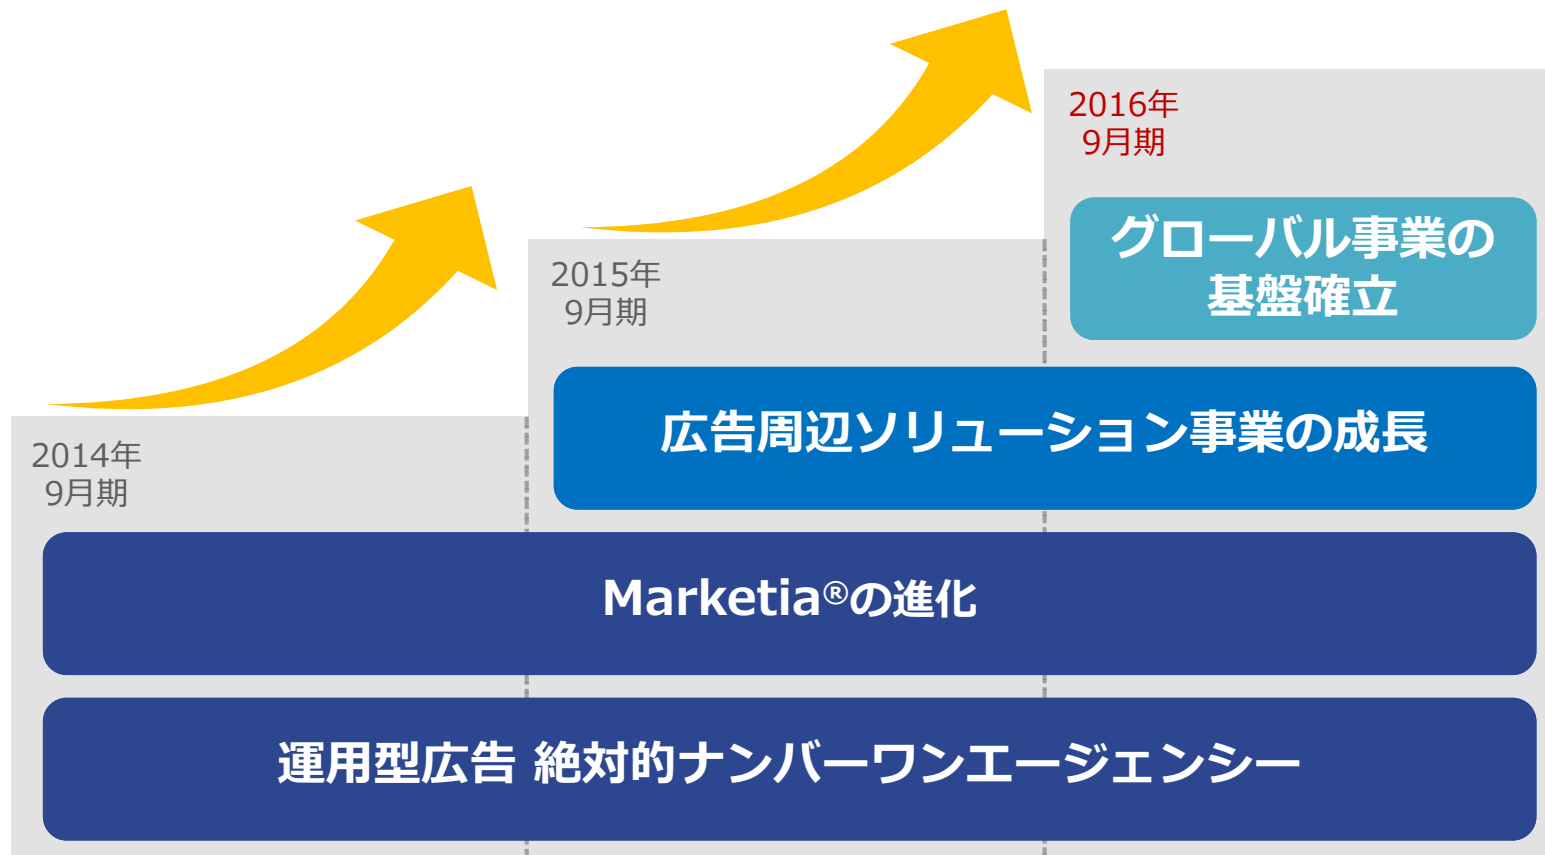 2016年
9月期
グローバル事業の
基盤確立
2015年
9月期
広告周辺ソリューション事業の成長
2014年
9月期
Marketia®の進化
運用型広告 絶対的ナンバーワンエージェンシー